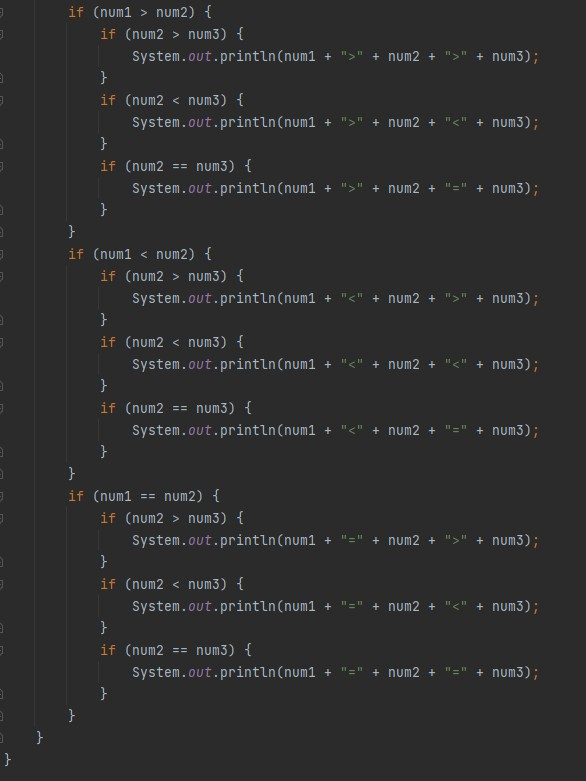 if (num1 > num2) {
if (num2 > num3) {
System.out.println(num1 + ">" + num2 + ">" + num3);
}
if (num2 < num3) {
System.out.println(num1 + ">" + num2 + "<" + num3);
}
if (num2 == num3) {
System.out.println(num1 + ">" + num2 + "=" + num3);
}
}
if (num1 < num2) {
if (num2 > num3) {
System.out.println(num1 + "<" + num2 + ">" + num3);
}
if (num2 < num3) {
System.out.println(num1 + "<" + num2 + "<" + num3);
}
if (num2 == num3) {
System.out.println(num1 + "<" + num2 + "=" + num3);
}
}
if (num1 == num2) {
if (num2 > num3) {
System.out.println(num1 + "=" + num2 + ">" + num3);
}
if (num2 < num3) {
System.out.println(num1 + "=" + num2 + "<" + num3);
}
if (num2 == num3) {
System.out.println(num1 + "=" + num2 + "=" + num3);
}
}
}
}